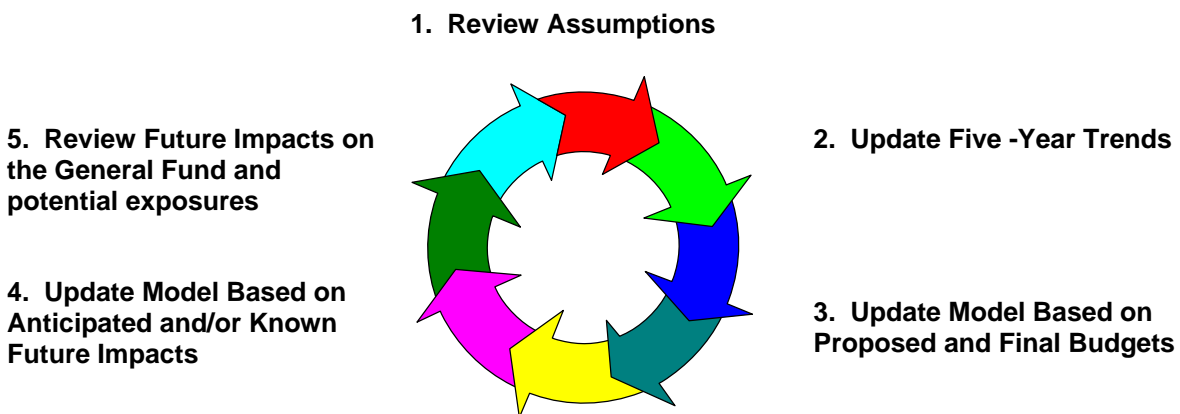 1. Review Assumptions
2. Update Five -Year Trends
3. Update Model Based on
Proposed and Final Budgets
4. Update Model Based on
Anticipated and/or Known
Future Impacts
5. Review Future Impacts on
the General Fund and
potential exposures